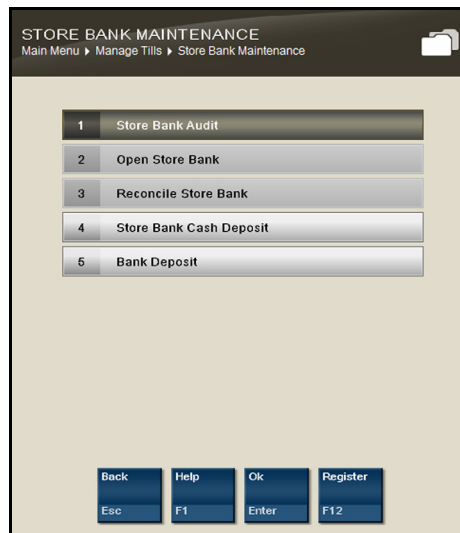 STORE BANK MAINTENANCE
Main Menu ▸ Manage Tills ▸ Store Bank Maintenance
1 Store Bank Audit
2 Open Store Bank
3 Reconcile Store Bank
4 Store Bank Cash Deposit
5 Bank Deposit
Back Help Ok Register
Esc F1 Enter F12